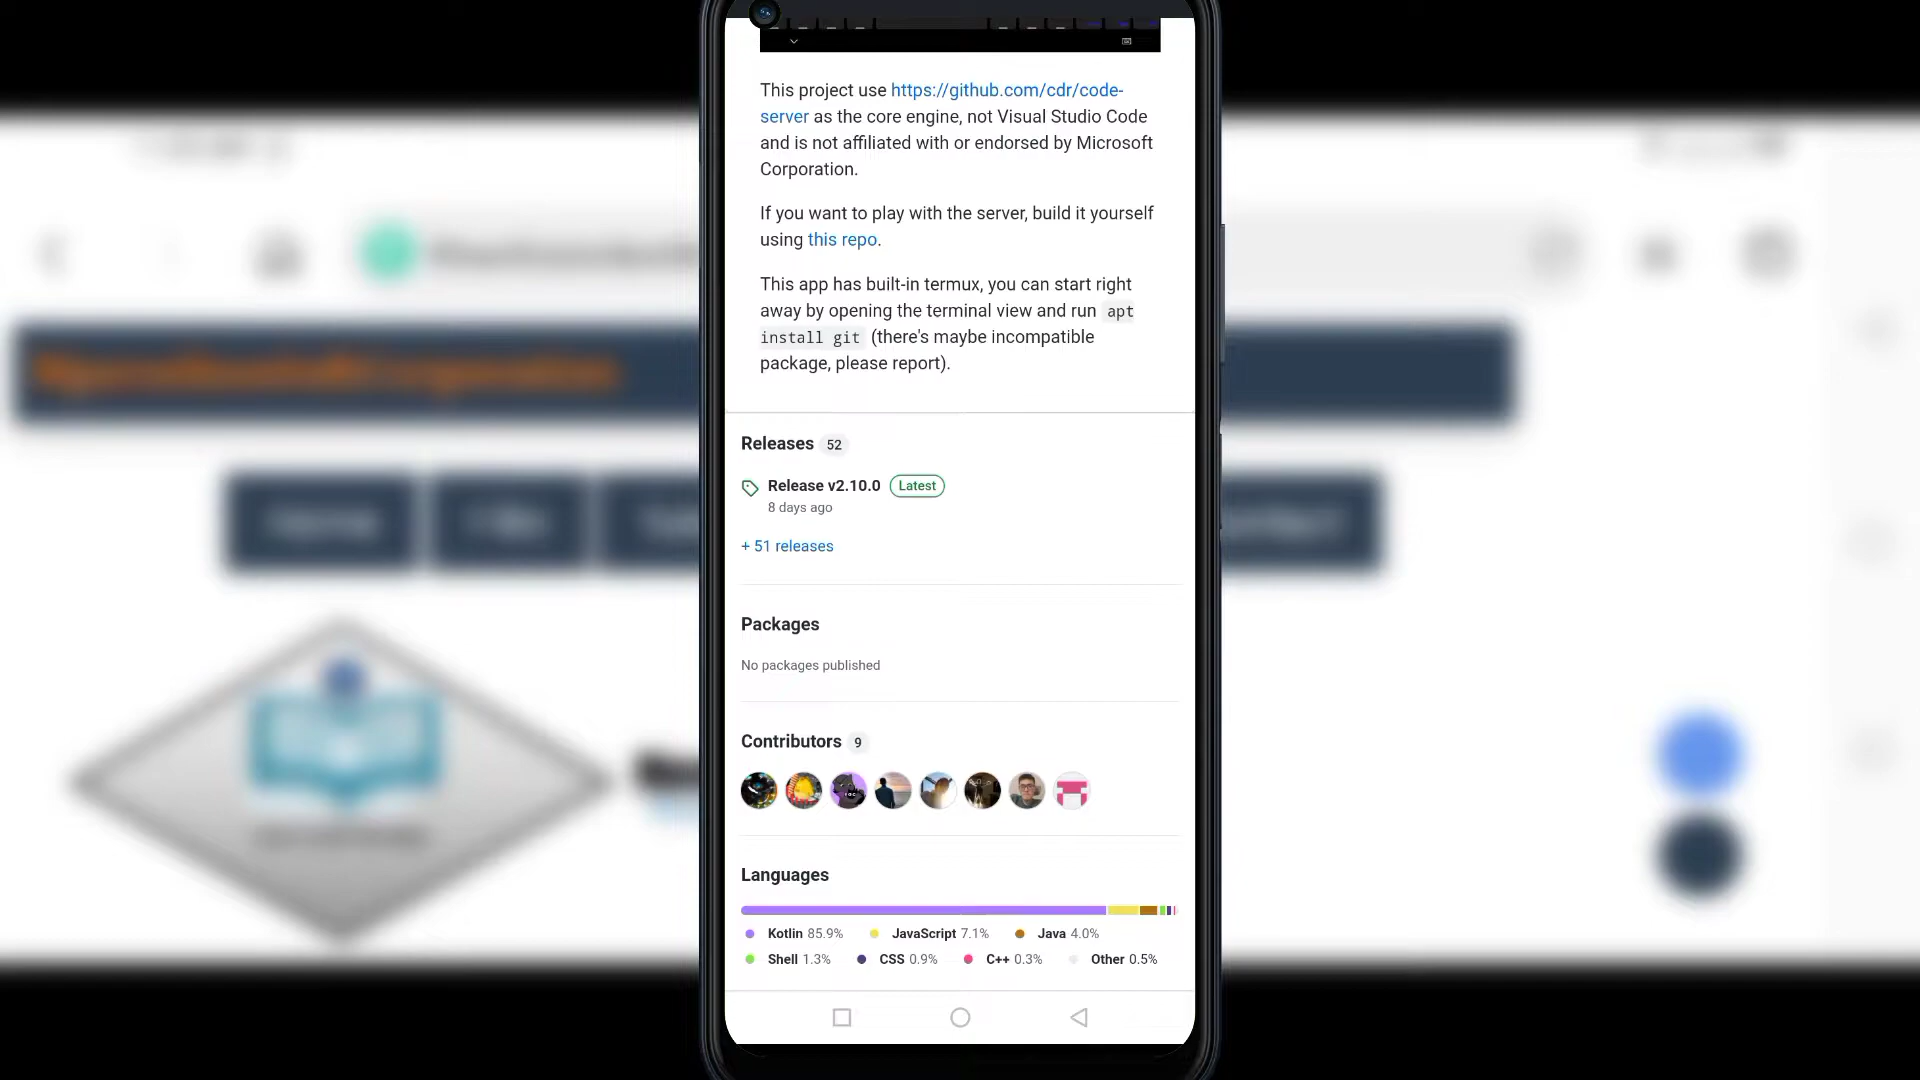 This project use https://github.com/cdr/code-
server as the core engine, not Visual Studio Code
and is not affiliated with or endorsed by Microsoft
Corporation.
If you want to play with the server, build it yourself
using this repo.
This app has built-in termux, you can start right
away by opening the terminal view and run apt
install git (there's maybe incompatible
package, please report).
Releases 52
Release v2.10.0 Latest
8 days ago
+ 51 releases
Packages
No packages published
Contributors 9
Languages
Kotlin 85.9% JavaScript 7.1% Java 4.0%
Shell 1.3% CSS 0.9% C++ 0.3% Other 0.5%